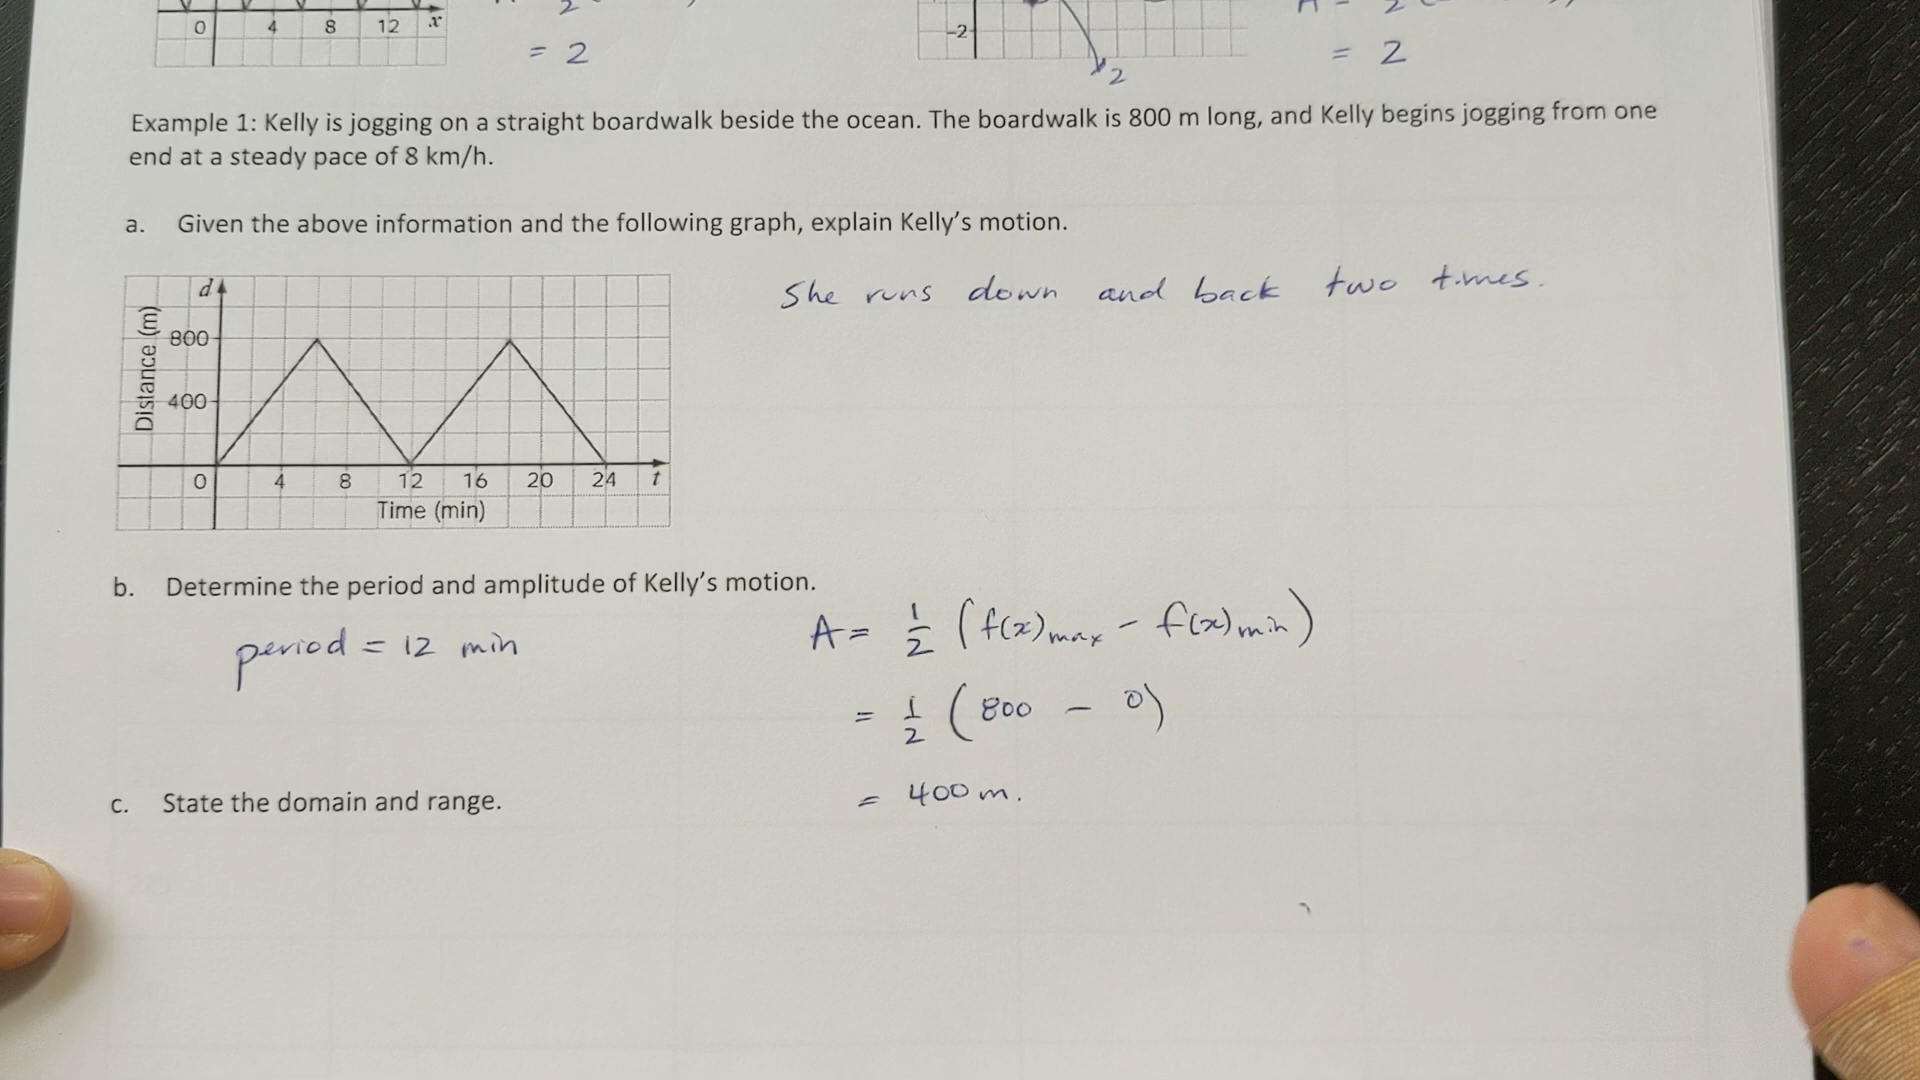 0 4 8 12 x
= 2
-2
2
= 2
Example 1: Kelly is jogging on a straight boardwalk beside the ocean. The boardwalk is 800 m long, and Kelly begins jogging from one
end at a steady pace of 8 km/h.
a. Given the above information and the following graph, explain Kelly's motion.
She runs down and back two times.
d
Distance (m)
800
400
0 4 8 12 16 20 24 t
Time (min)
b. Determine the period and amplitude of Kelly's motion.
period = 12 min
A = 1/2 (f(x)max - f(x)min)
= 1/2 (800 - 0)
= 400 m.
c. State the domain and range.